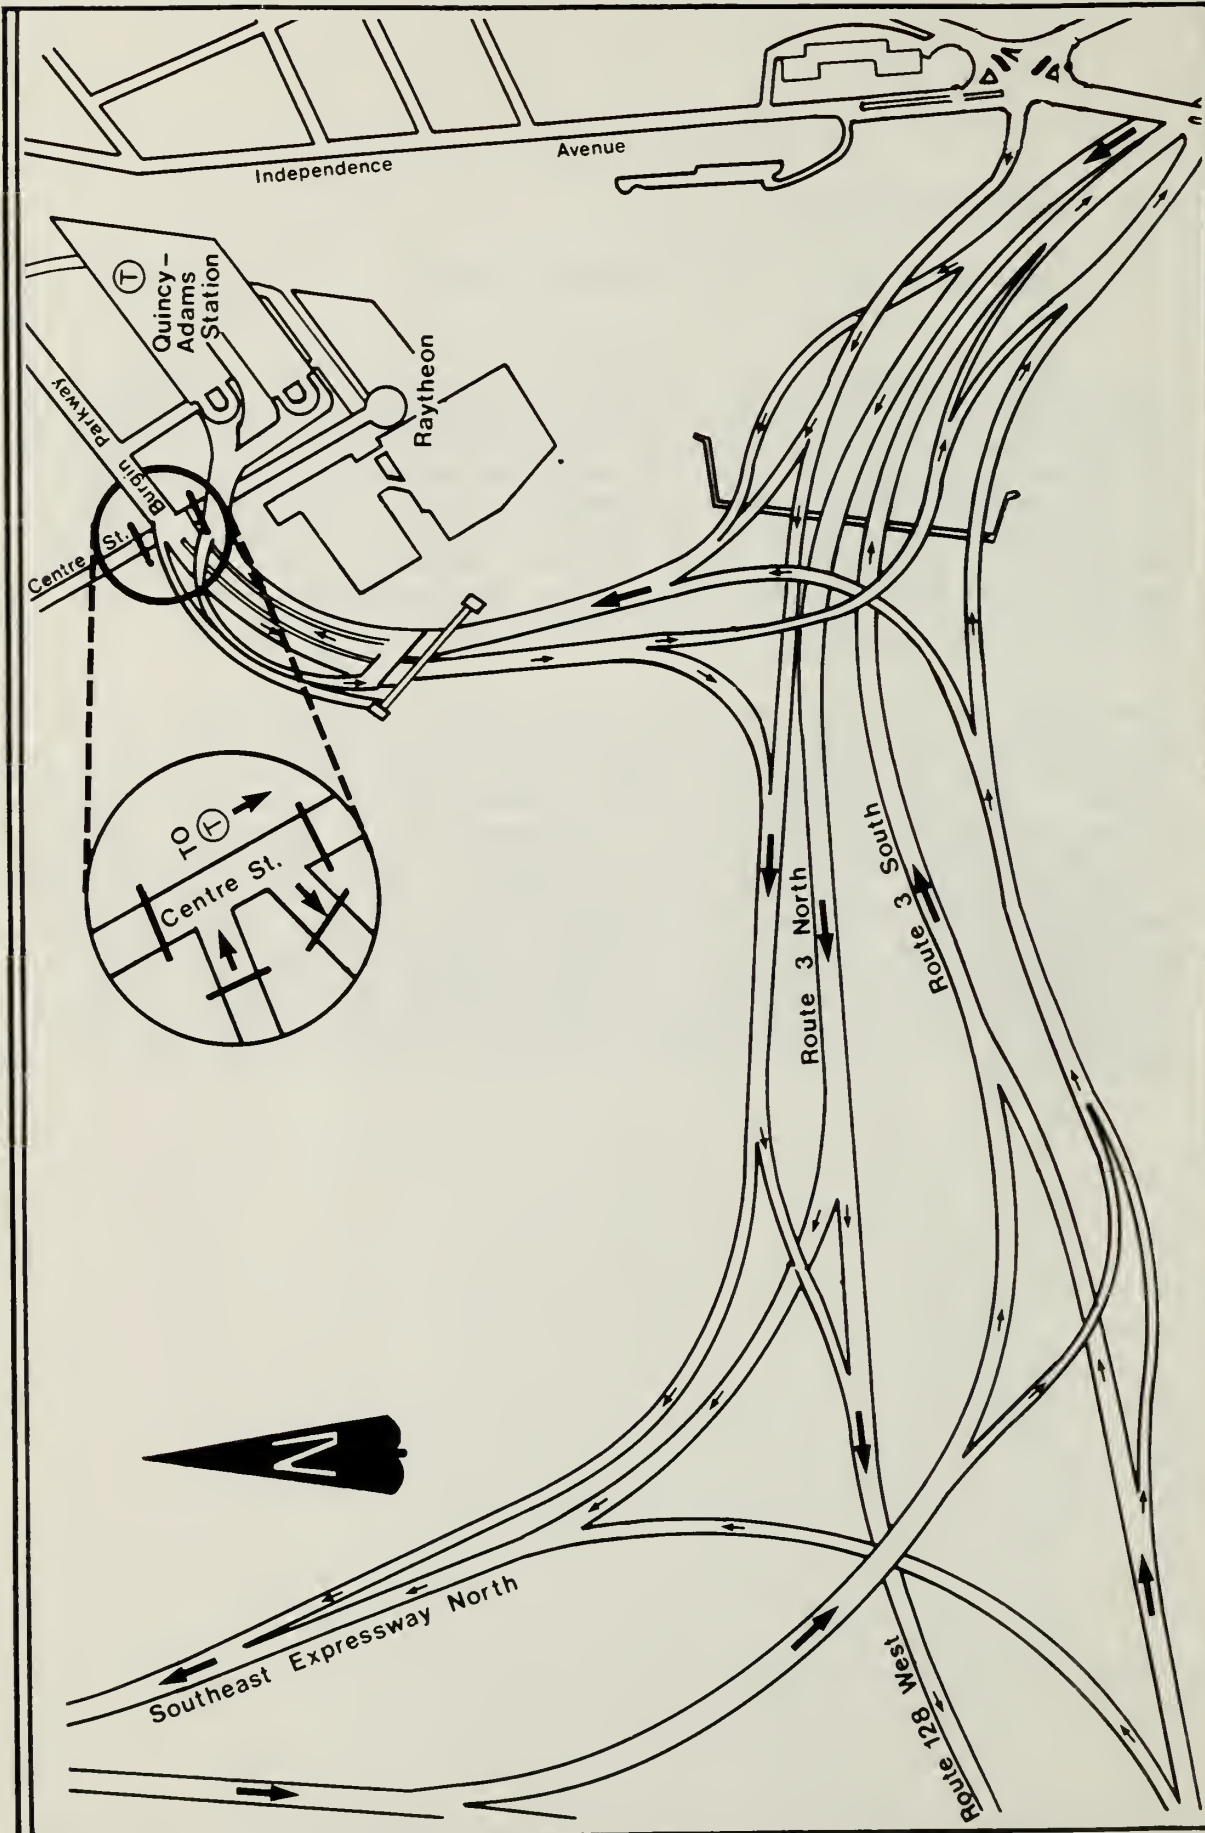 Independence Avenue
T
Quincy-
Adams
Station
Burgin Parkway
Raytheon
Centre St.
TO T
Centre St.
Route 3 North
Route 3 South
N
Southeast Expressway North
Route 128 West